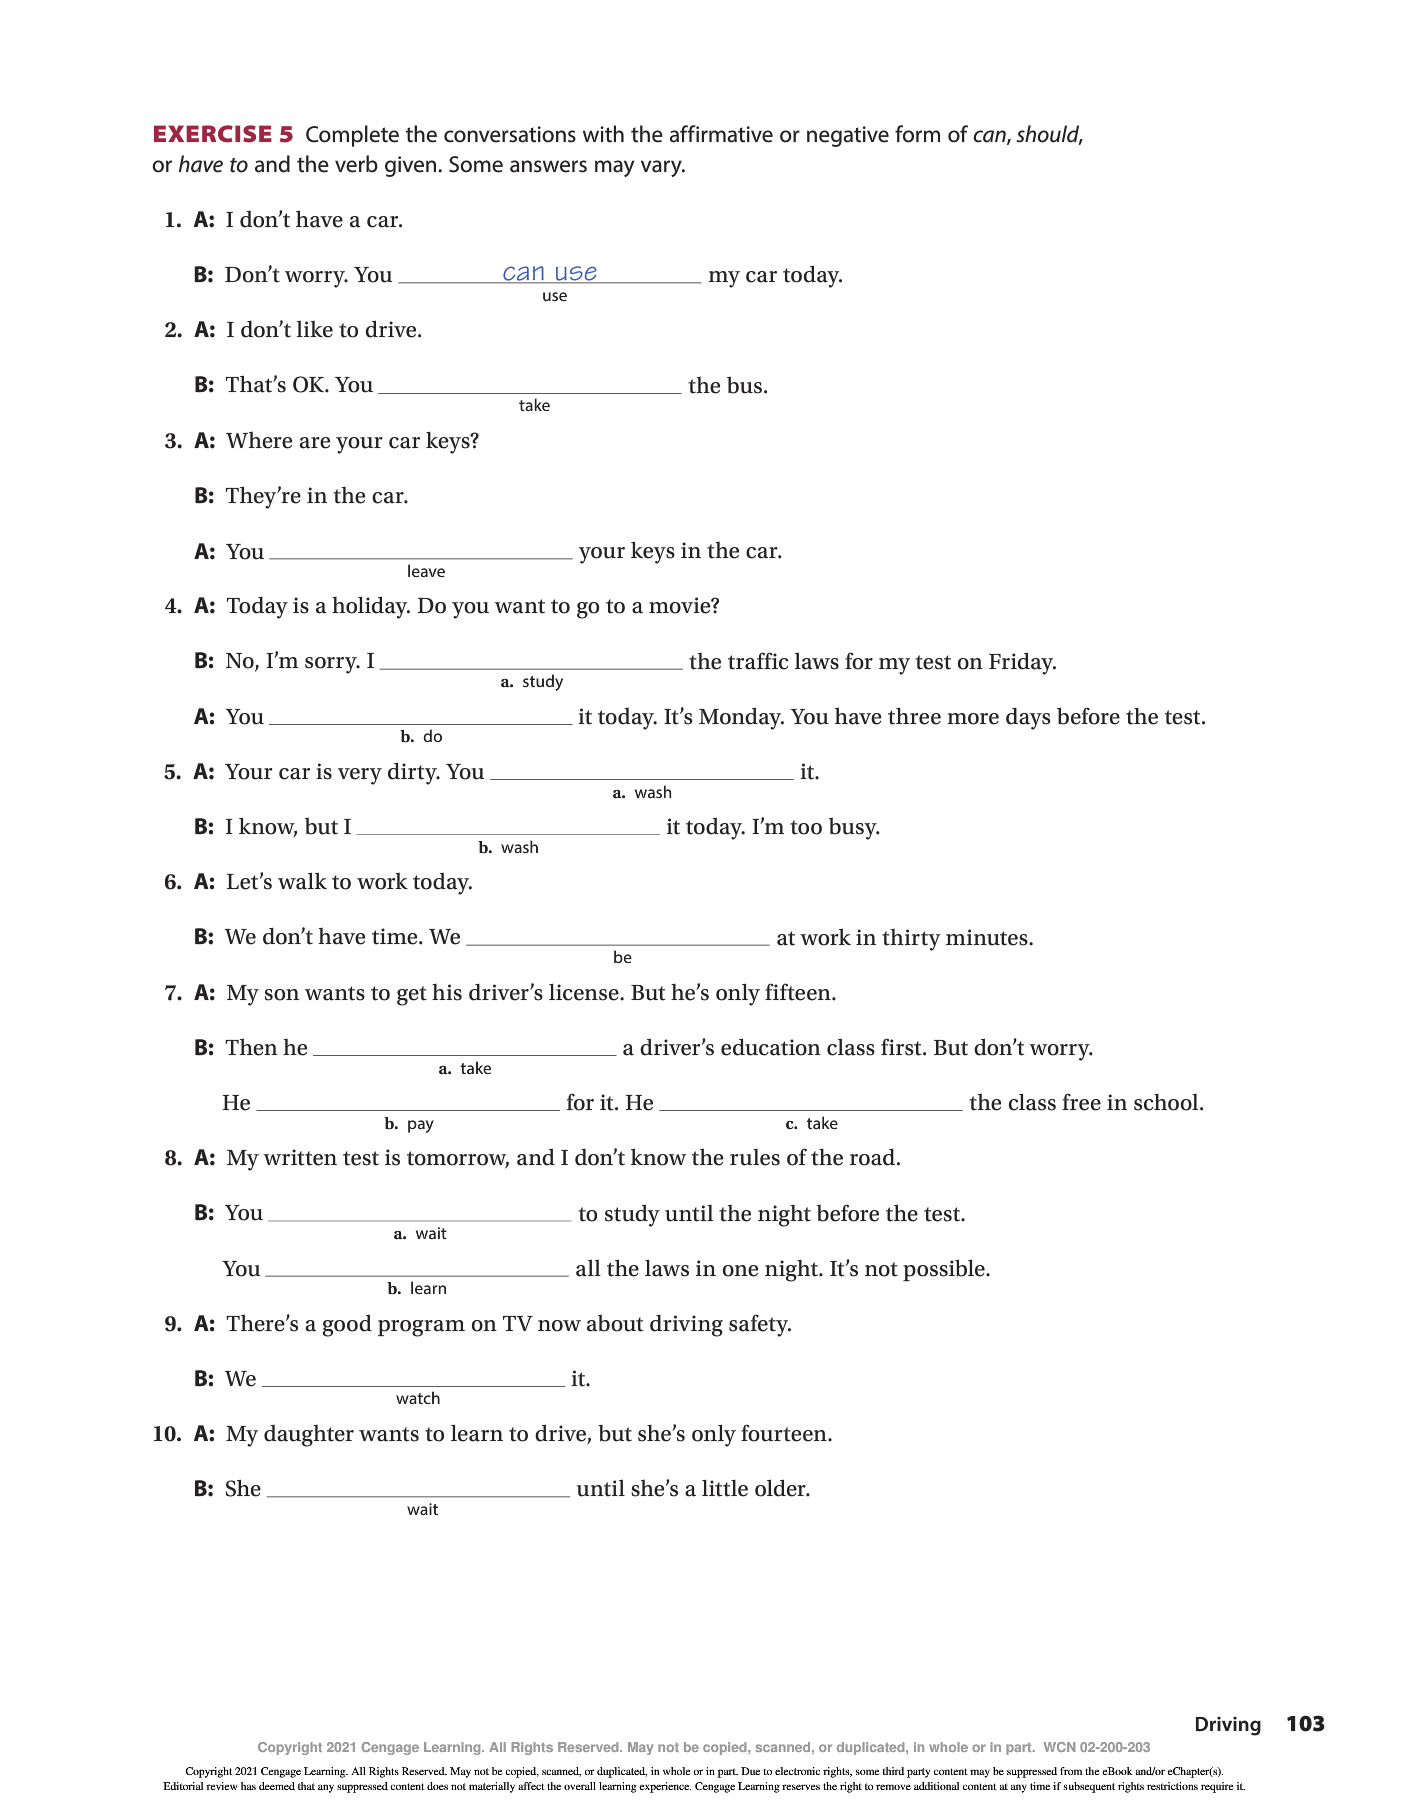 EXERCISE 5 Complete the conversations with the affirmative or negative form of can, should,
or have to and the verb given. Some answers may vary.
1. A: I don't have a car.
B: Don't worry. You can use my car today.
use
2. A: I don't like to drive.
B: That's OK. You ____ the bus.
take
3. A: Where are your car keys?
B: They're in the car.
A: You ____ your keys in the car.
leave
4. A: Today is a holiday. Do you want to go to a movie?
B: No, I'm sorry. I ____ the traffic laws for my test on Friday.
a. study
A: You ____ it today. It's Monday. You have three more days before the test.
b. do
5. A: Your car is very dirty. You ____ it.
a. wash
B: I know, but I ____ it today. I'm too busy.
b. wash
6. A: Let's walk to work today.
B: We don't have time. We ____ at work in thirty minutes.
be
7. A: My son wants to get his driver's license. But he's only fifteen.
B: Then he ____ a driver's education class first. But don't worry.
a. take
He ____ for it. He ____ the class free in school.
b. pay c. take
8. A: My written test is tomorrow, and I don't know the rules of the road.
B: You ____ to study until the night before the test.
a. wait
You ____ all the laws in one night. It's not possible.
b. learn
9. A: There's a good program on TV now about driving safety.
B: We ____ it.
watch
10. A: My daughter wants to learn to drive, but she's only fourteen.
B: She ____ until she's a little older.
wait
Driving 103
Copyright 2021 Cengage Learning. All Rights Reserved. May not be copied, scanned, or duplicated, in whole or in part. WCN 02-200-203
Copyright 2021 Cengage Learning. All Rights Reserved. May not be copied, scanned, or duplicated, in whole or in part. Due to electronic rights, some third party content may be suppressed from the eBook and/or eChapter(s).
Editorial review has deemed that any suppressed content does not materially affect the overall learning experience. Cengage Learning reserves the right to remove additional content at any time if subsequent rights restrictions require it.